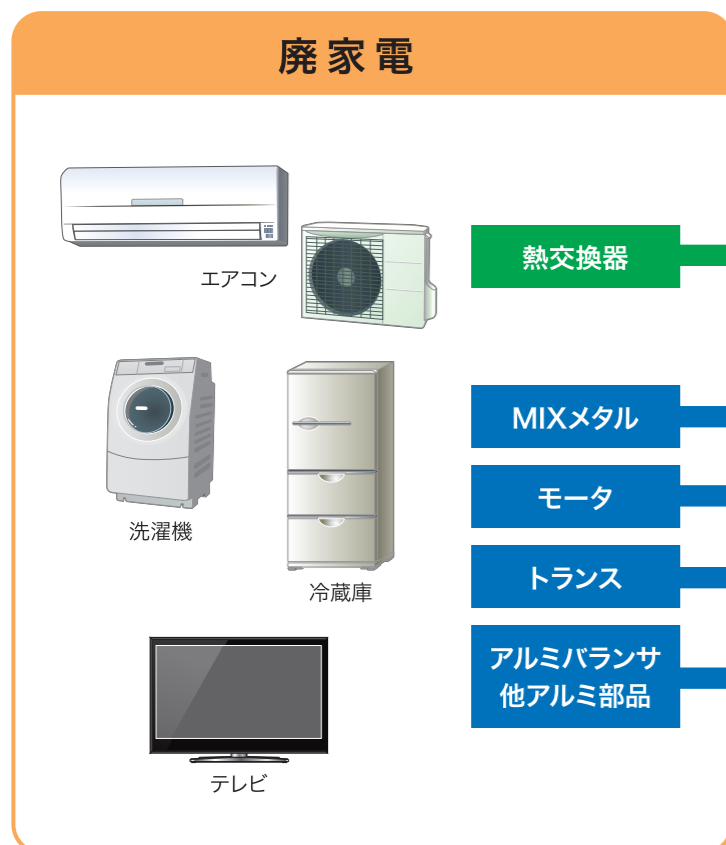 廃家電
エアコン
熱交換器
洗濯機
冷蔵庫
MIXメタル
モータ
トランス
アルミバランサ
他アルミ部品
テレビ